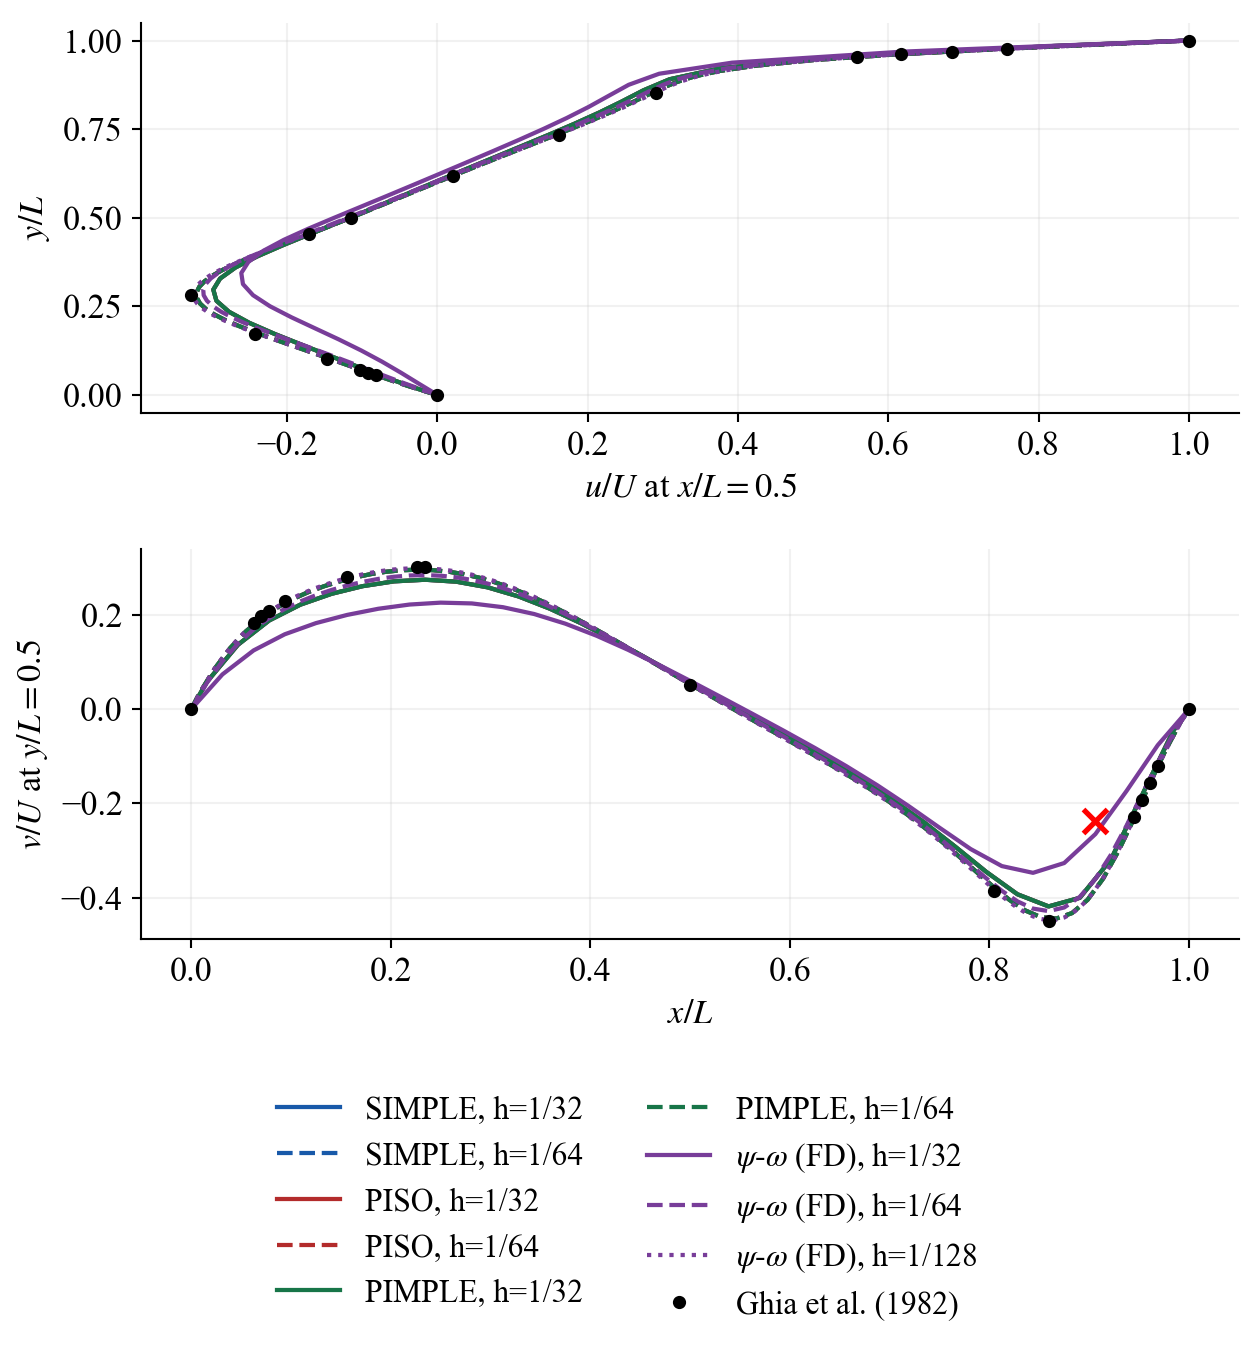 1.00
0.75
0.50
0.25
0.00
y/L
−0.2 0.0 0.2 0.4 0.6 0.8 1.0
u/U at x/L = 0.5
0.2
0.0
−0.2
−0.4
v/U at y/L = 0.5
0.0 0.2 0.4 0.6 0.8 1.0
x/L
SIMPLE, h=1/32
SIMPLE, h=1/64
PISO, h=1/32
PISO, h=1/64
PIMPLE, h=1/32
PIMPLE, h=1/64
ψ-ω (FD), h=1/32
ψ-ω (FD), h=1/64
ψ-ω (FD), h=1/128
Ghia et al. (1982)